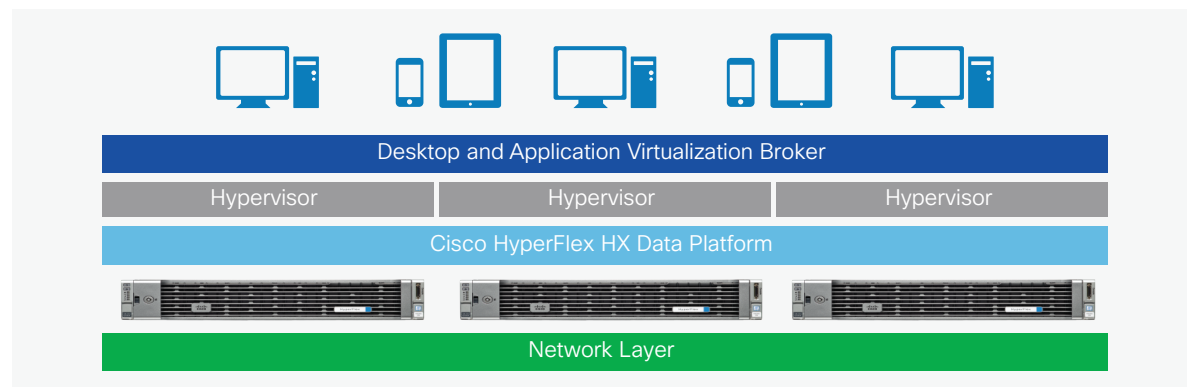 Desktop and Application Virtualization Broker
Hypervisor Hypervisor Hypervisor
Cisco HyperFlex HX Data Platform
Network Layer